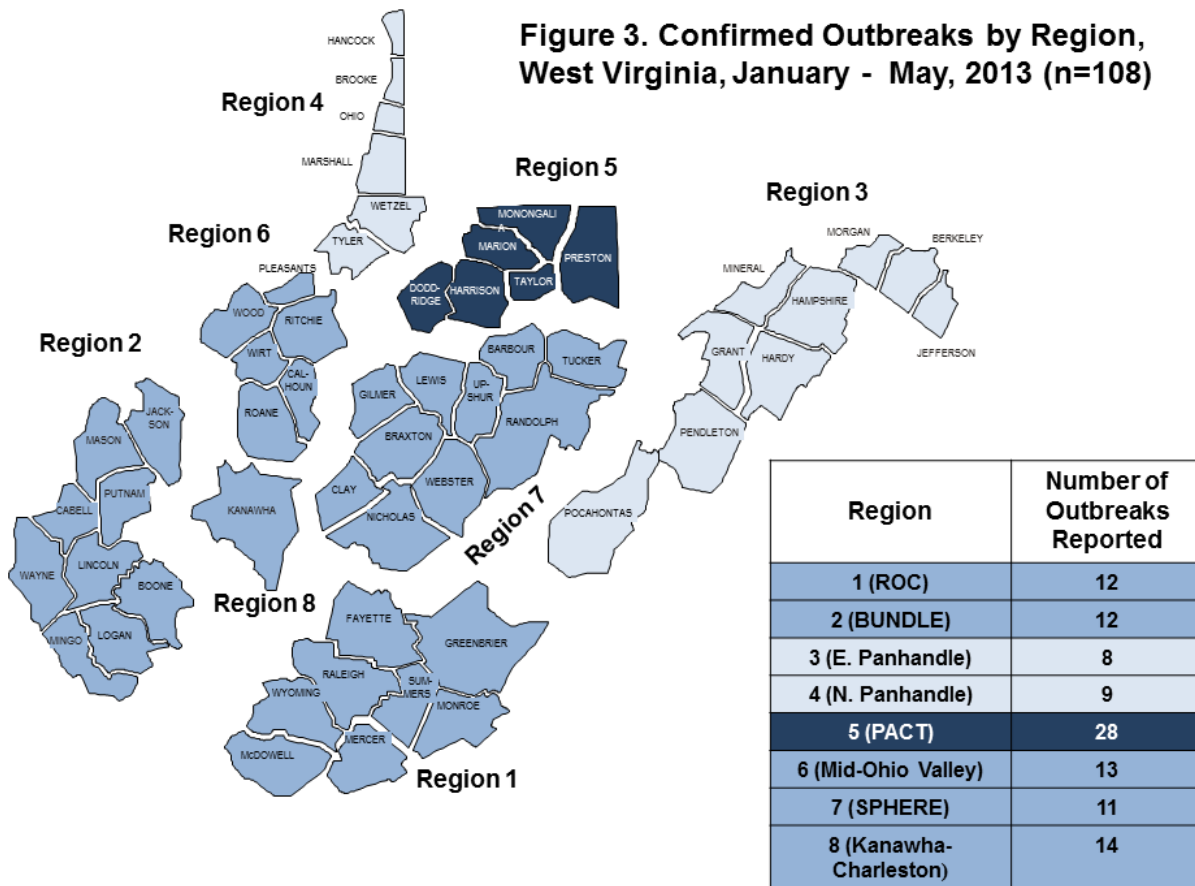 Figure 3. Confirmed Outbreaks by Region,
West Virginia, January - May, 2013 (n=108)
HANCOCK
BROOKE
Region 4
OHIO
MARSHALL
WETZEL
TYLER
Region 5
MONONGALI
A
MARION
PRESTON
TAYLOR
DODD-
RIDGE
HARRISON
Region 3
MORGAN
BERKELEY
MINERAL
HAMPSHIRE
JEFFERSON
GRANT
HARDY
PENDLETON
POCAHONTAS
Region 6
PLEASANTS
WOOD
RITCHIE
WIRT
CAL-
HOUN
ROANE
Region 2
JACK-
SON
MASON
PUTNAM
CABELL
WAYNE
LINCOLN
BOONE
LOGAN
MINGO
KANAWHA
Region 8
BARBOUR
TUCKER
LEWIS
UP-
SHUR
GILMER
RANDOLPH
BRAXTON
WEBSTER
CLAY
NICHOLAS
Region 7
FAYETTE
GREENBRIER
RALEIGH
SUM-
MERS
WYOMING
MONROE
MERCER
McDOWELL
Region 1
Region
Number of
Outbreaks
Reported
1 (ROC) 12
2 (BUNDLE) 12
3 (E. Panhandle) 8
4 (N. Panhandle) 9
5 (PACT) 28
6 (Mid-Ohio Valley) 13
7 (SPHERE) 11
8 (Kanawha- 14
Charleston)